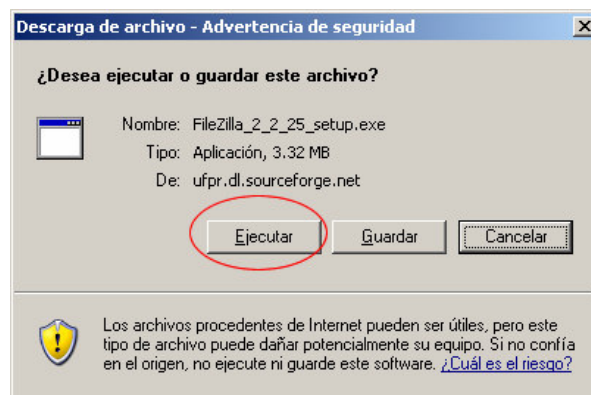 Descarga de archivo - Advertencia de seguridad
¿Desea ejecutar o guardar este archivo?
Nombre: FileZilla_2_2_25_setup.exe
Tipo: Aplicación, 3.32 MB
De: ufpr.dl.sourceforge.net
Ejecutar Guardar Cancelar
Los archivos procedentes de Internet pueden ser útiles, pero este
tipo de archivo puede dañar potencialmente su equipo. Si no confía
en el origen, no ejecute ni guarde este software. ¿Cuál es el riesgo?